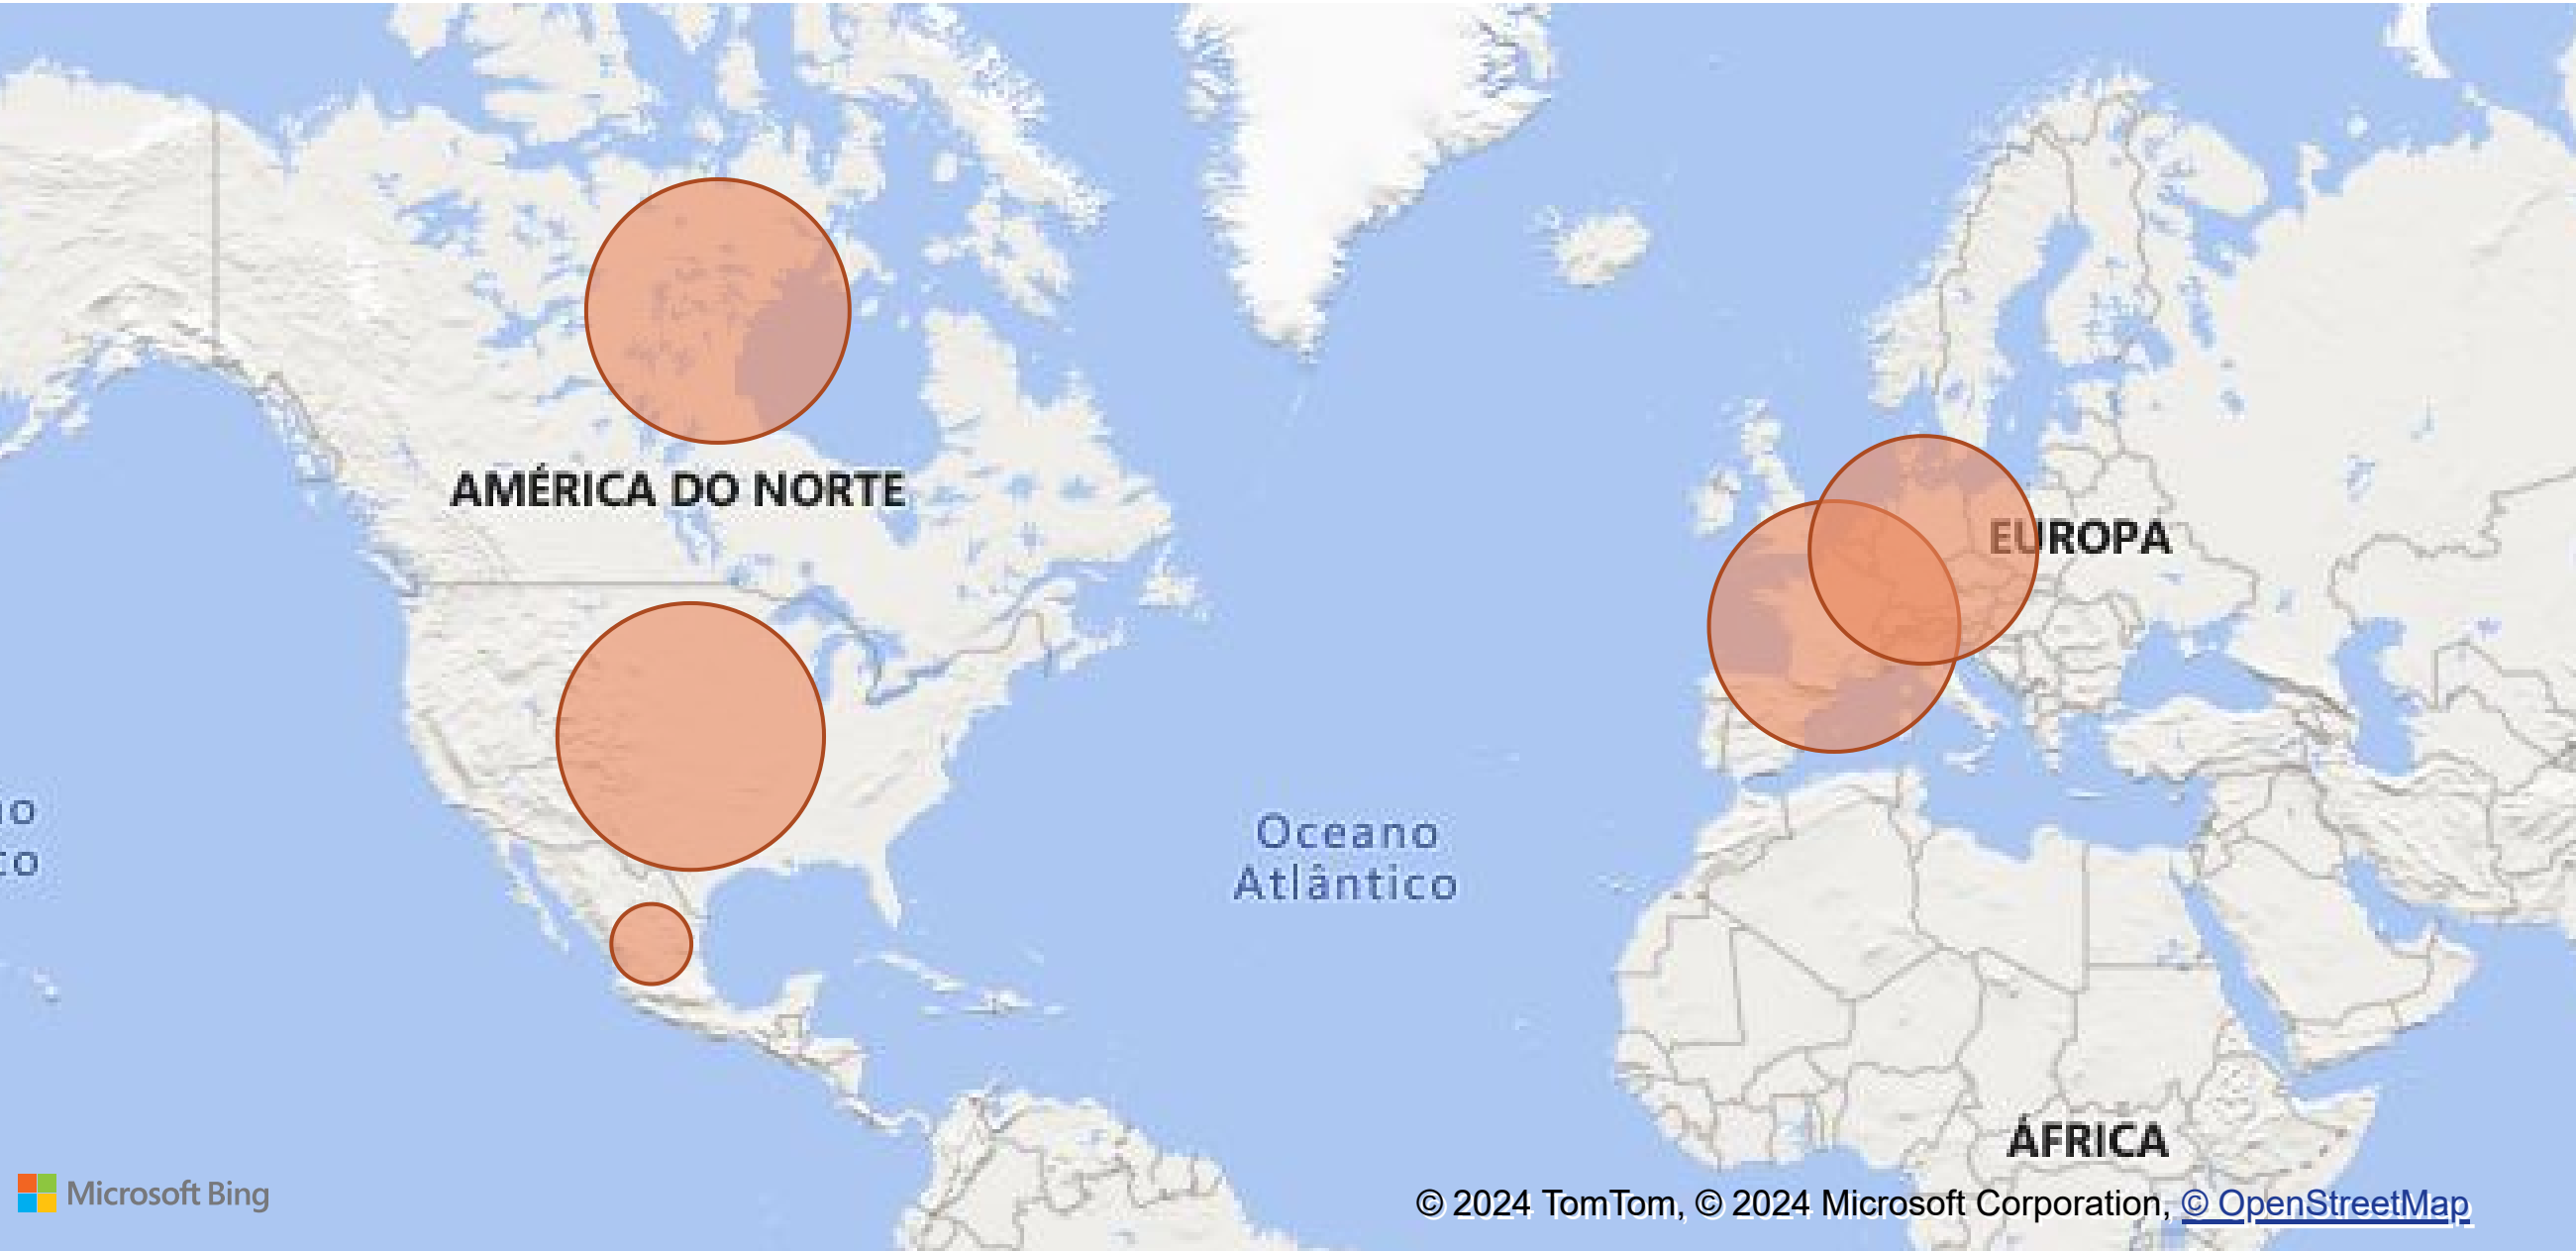 AMÉRICA DO NORTE
EUROPA
Oceano
Atlântico
ÁFRICA
Microsoft Bing
© 2024 TomTom, © 2024 Microsoft Corporation, © OpenStreetMap